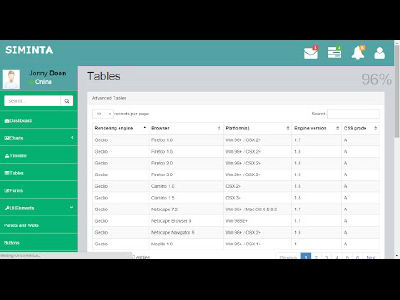 SIMINTA
Jonny Deen
China
Search...
Dashboard
Charts
Timeline
Tables
Forms
UI Elements
Panels and Wells
Buttons
Tables
96%
Advanced Tables
records per page
Search:
Rendering engine Browser Platform(s) Engine version CSS grade
Gecko Firefox 1.0 Win 98+ / OSX.2+ 1.7 A
Gecko Firefox 1.5 Win 98+ / OSX.2+ 1.8 A
Gecko Firefox 2.0 Win 98+ / OSX.2+ 1.8 A
Gecko Firefox 3.0 Win 2k+ / OSX.3+ 1.9 A
Gecko Camino 1.0 OSX.2+ 1.8 A
Gecko Camino 1.5 OSX.3+ 1.8 A
Gecko Netscape 7.2 Win 95+ / Mac OS 8.6-9.2 1.7 A
Gecko Netscape Browser 8 Win 98SE+ 1.7 A
Gecko Netscape Navigator 9 Win 98+ / OSX.2+ 1.8 A
Gecko Mozilla 1.0 Win 95+ / OSX.1+ 1 A
entries
Previous 1 2 3 4 5 6 Next